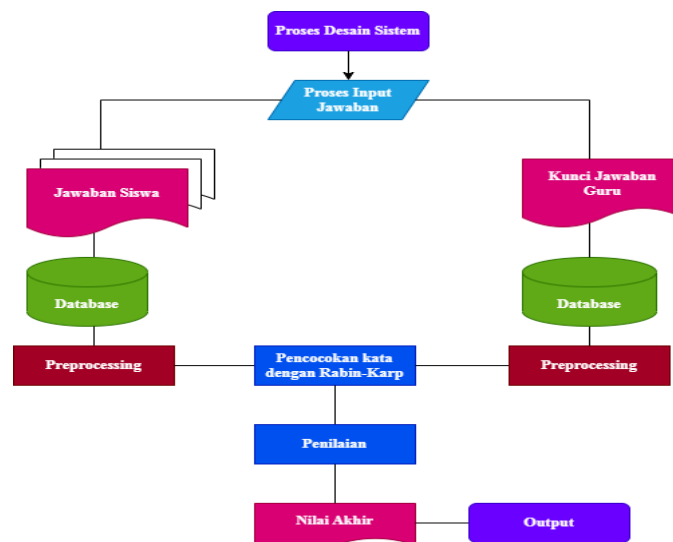 Proses Desain Sistem
Proses Input
Jawaban
Jawaban Siswa
Kunci Jawaban
Guru
Database
Database
Preprocessing
Pencocokan kata
dengan Rabin-Karp
Preprocessing
Penilaian
Nilai Akhir
Output